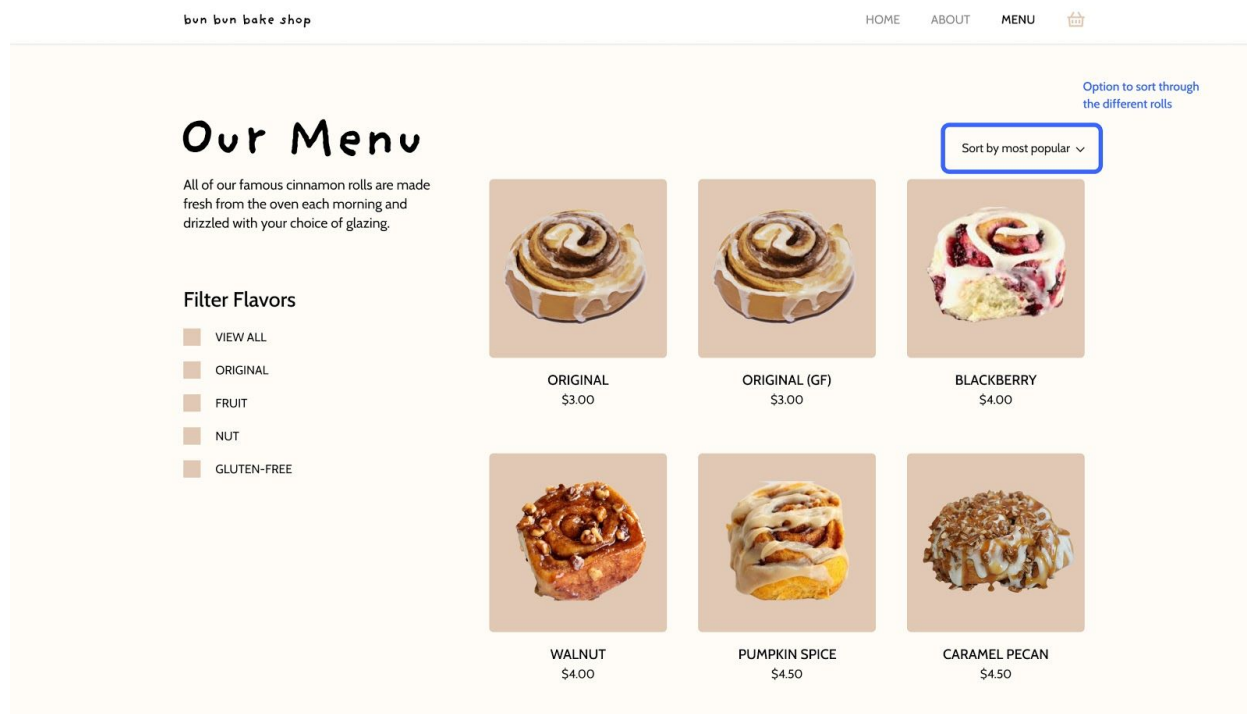 bun bun bake shop
HOME
ABOUT
MENU
Option to sort through
the different rolls
Our Menu
Sort by most popular
All of our famous cinnamon rolls are made
fresh from the oven each morning and
drizzled with your choice of glazing.
Filter Flavors
VIEW ALL
ORIGINAL
FRUIT
NUT
GLUTEN-FREE
ORIGINAL
$3.00
ORIGINAL (GF)
$3.00
BLACKBERRY
$4.00
WALNUT
$4.00
PUMPKIN SPICE
$4.50
CARAMEL PECAN
$4.50